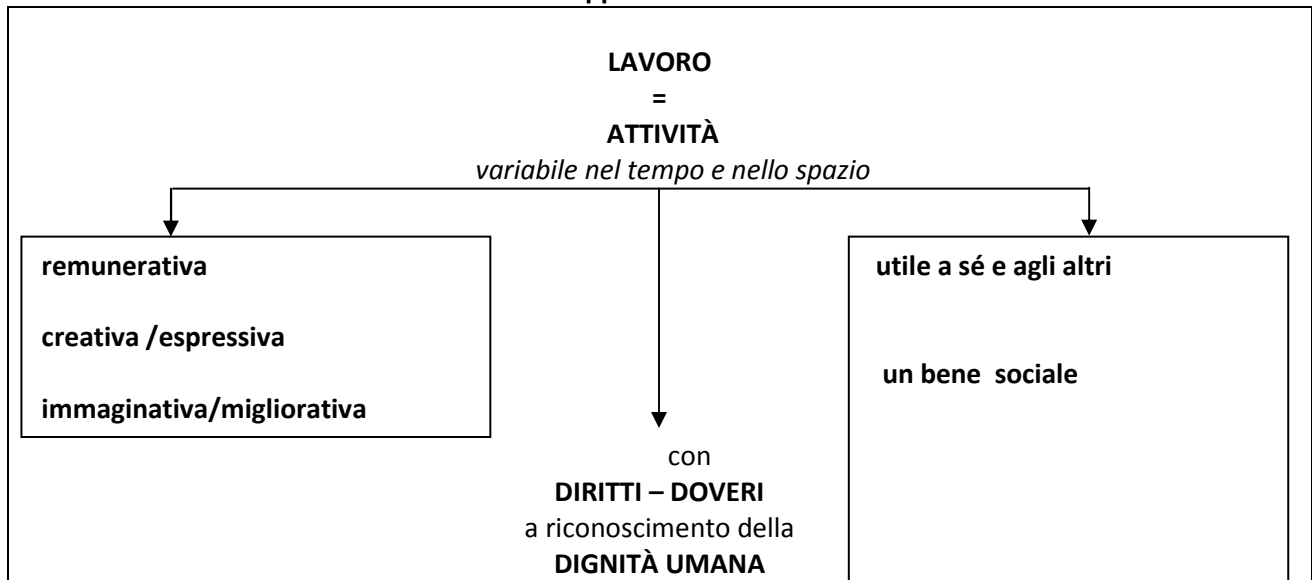 LAVORO
=
ATTIVITÀ
variabile nel tempo e nello spazio
remunerativa
creativa /espressiva
immaginativa/migliorativa
utile a sé e agli altri
un bene sociale
con
DIRITTI – DOVERI
a riconoscimento della
DIGNITÀ UMANA